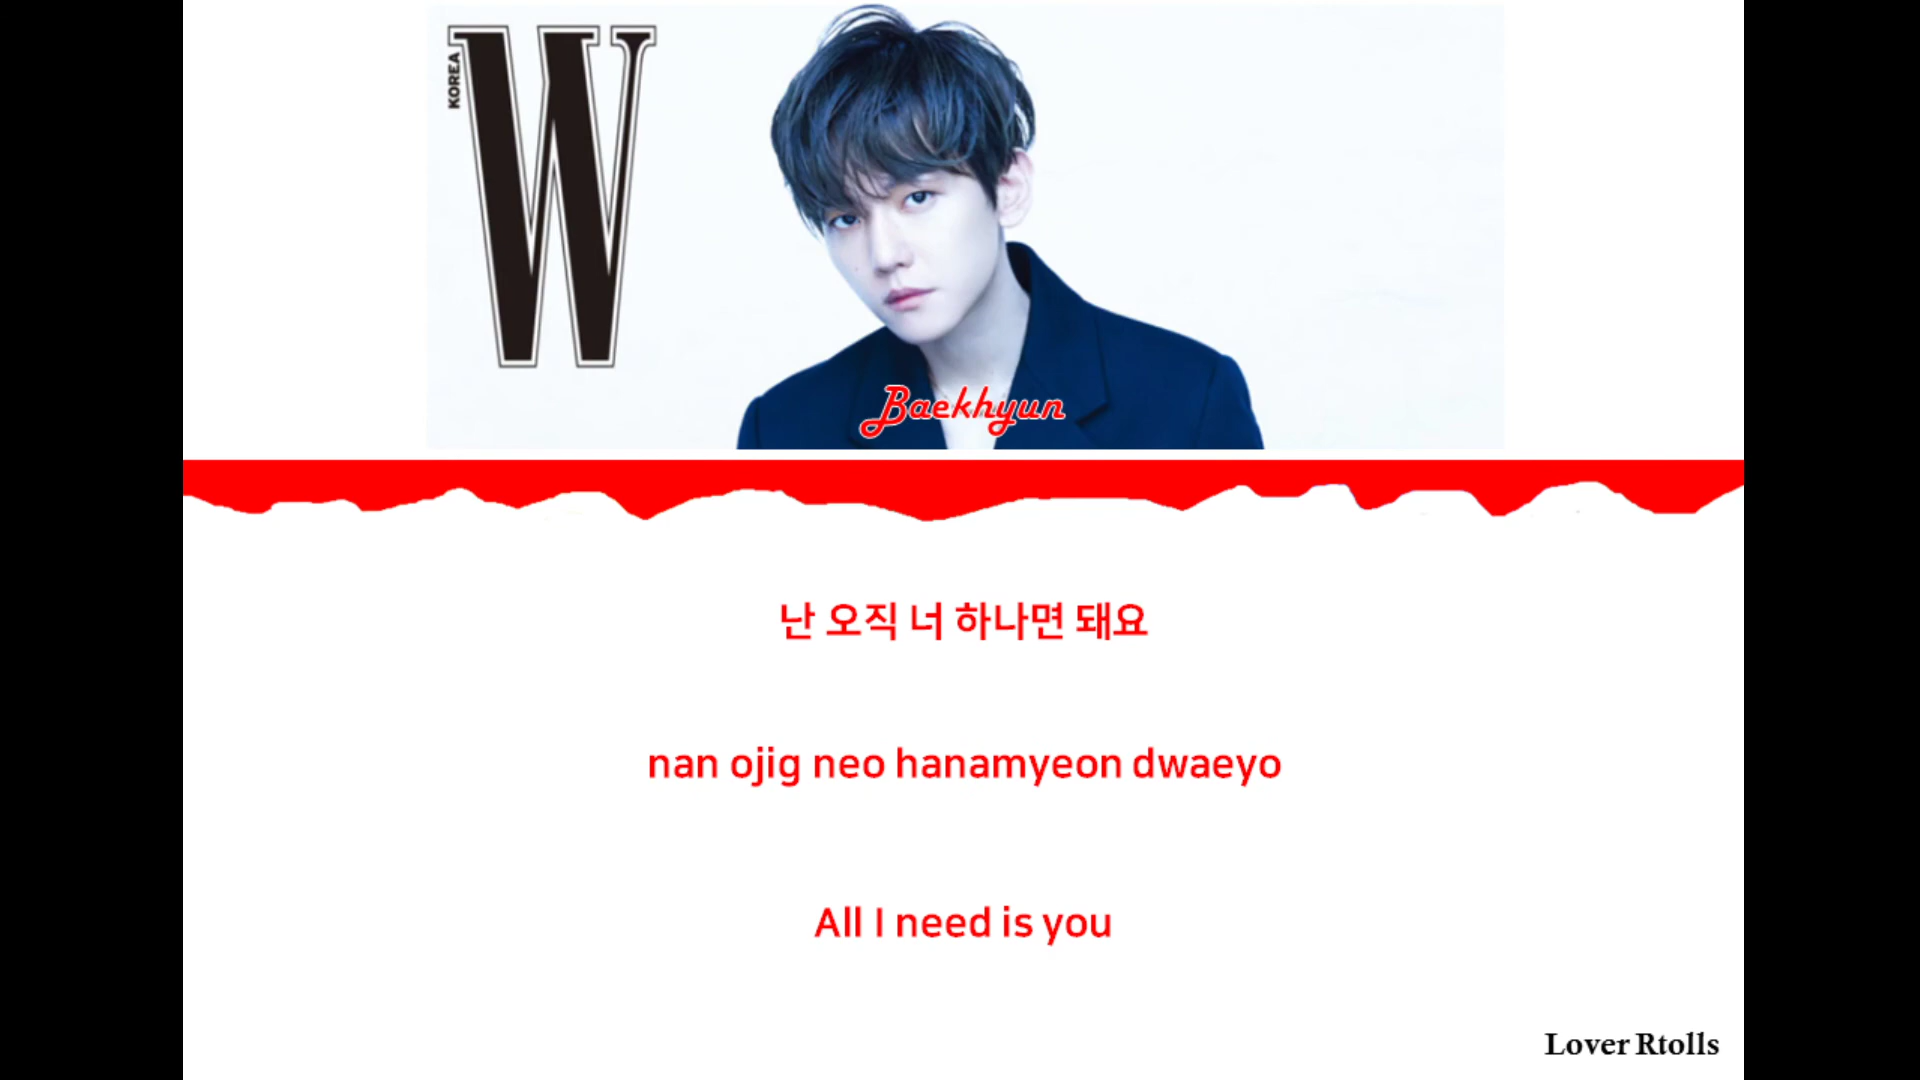 W
KOREA
Baekhyun
난 오직 너 하나면 돼요
nan ojig neo hanamyeon dwaeyo
All I need is you
Lover Rtolls